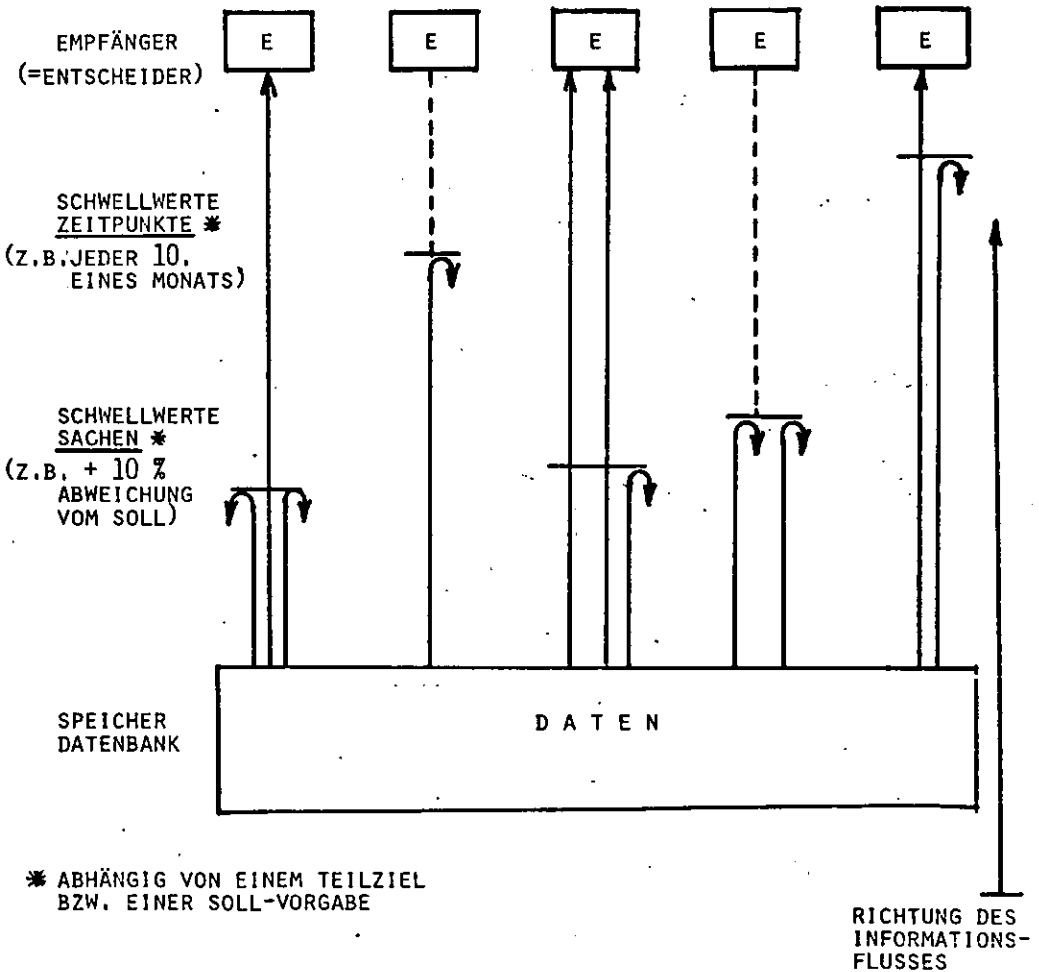 EMPFÄNGER
(=ENTSCHEIDER)
E E E E E
SCHWELLWERTE
ZEITPUNKTE *
(Z.B. JEDER 10.
EINES MONATS)
SCHWELLWERTE
SACHEN *
(Z.B. + 10 %
ABWEICHUNG
VOM SOLL)
SPEICHER
DATENBANK
D A T E N
* ABHÄNGIG VON EINEM TEILZIEL
BZW. EINER SOLL-VORGABE
RICHTUNG DES
INFORMATIONS-
FLUSSES